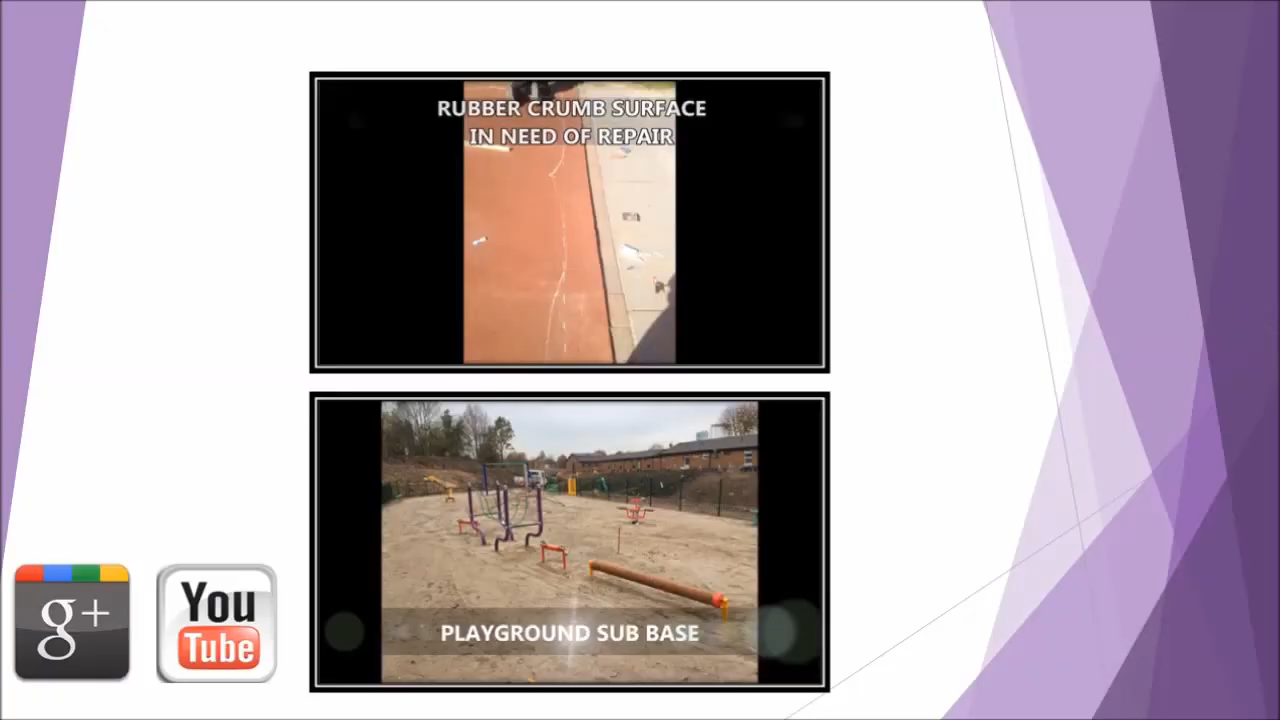 RUBBER CRUMB SURFACE
IN NEED OF REPAIR
PLAYGROUND SUB BASE
g+
You
Tube